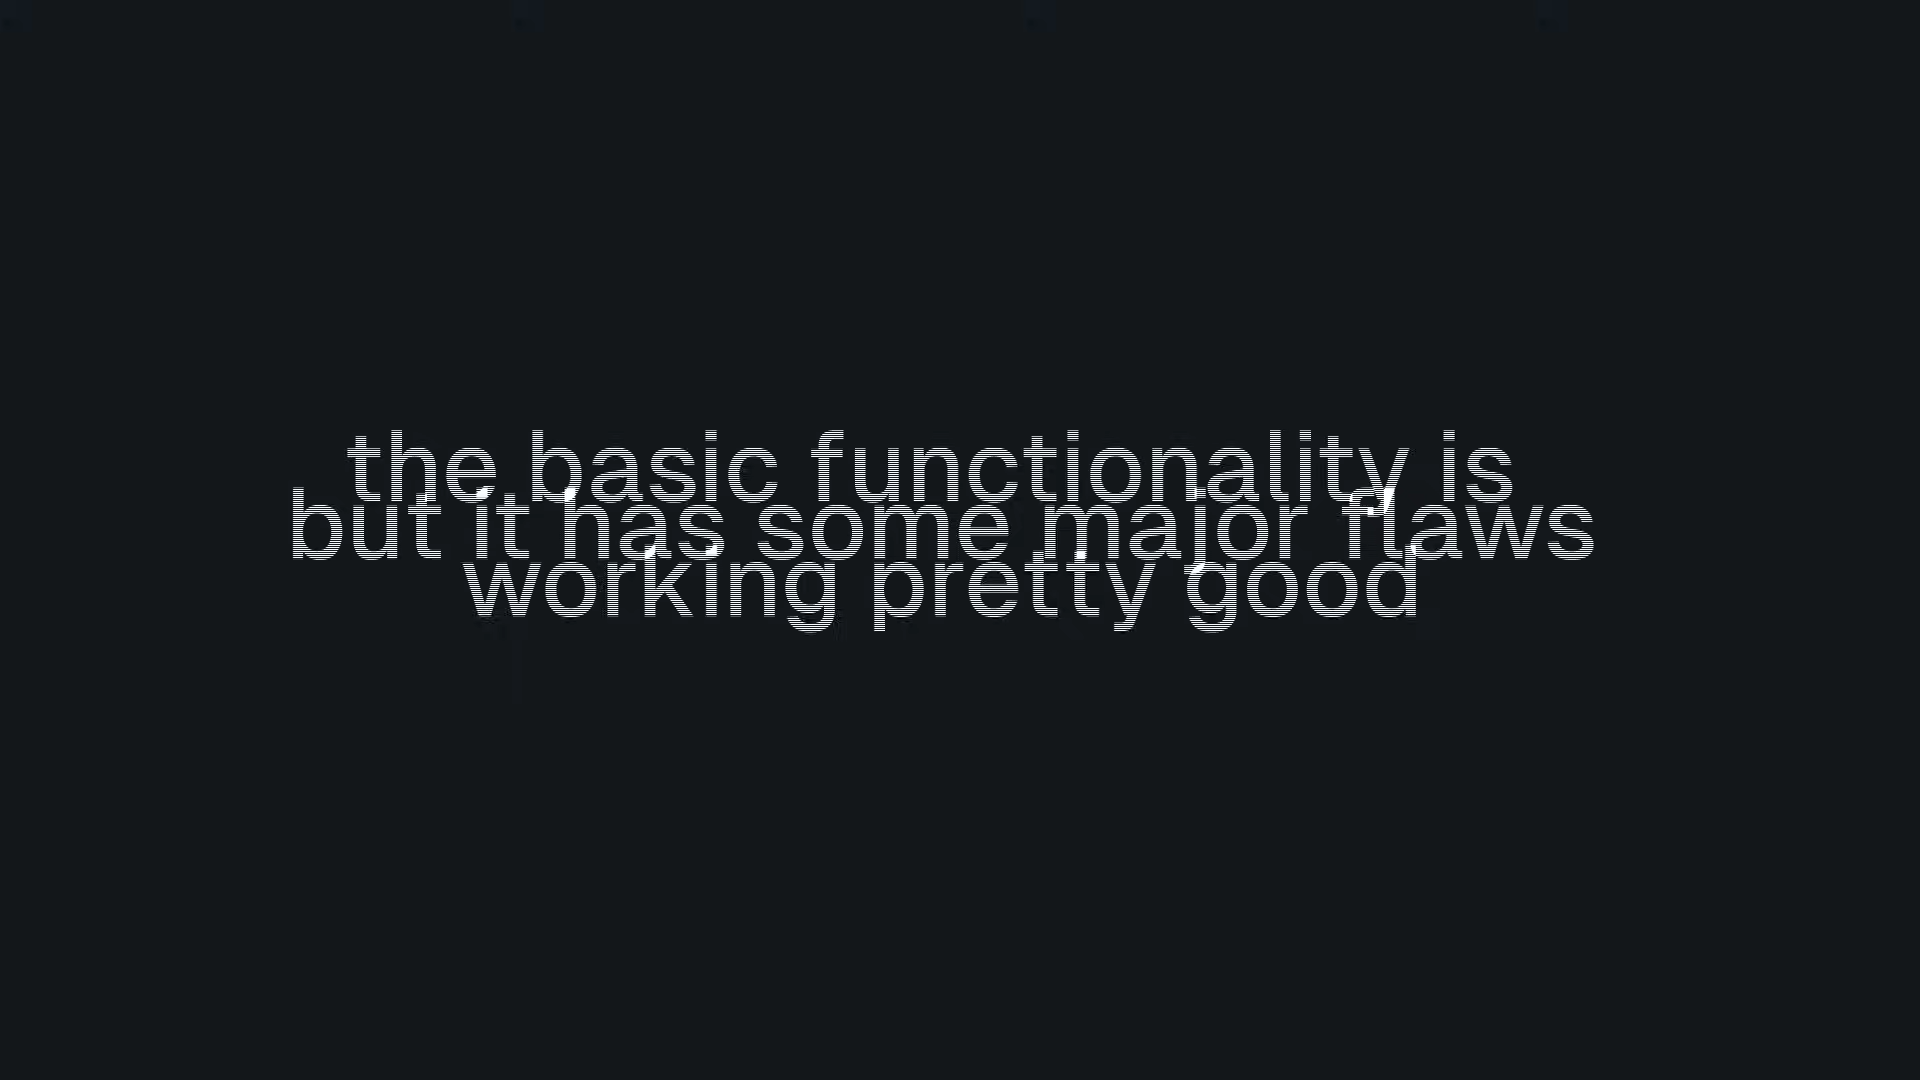 the basic functionality is
but it has some major flaws
working pretty good